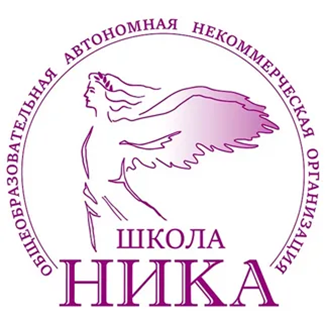 ОБЩЕОБРАЗОВАТЕЛЬНАЯ АВТОНОМНАЯ НЕКОММЕРЧЕСКАЯ ОРГАНИЗАЦИЯ
ШКОЛА
НИКА